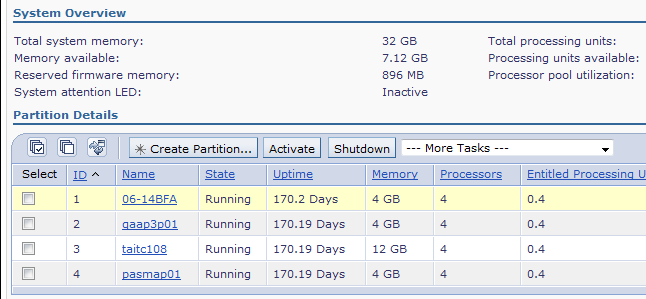 System Overview
Total system memory: 32 GB Total processing units:
Memory available: 7.12 GB Processing units available:
Reserved firmware memory: 896 MB Processor pool utilization:
System attention LED: Inactive
Partition Details
Create Partition... Activate Shutdown --- More Tasks ---
Select ID Name State Uptime Memory Processors Entitled Processing U
1 06-14BFA Running 170.2 Days 4 GB 4 0.4
2 qaap3p01 Running 170.19 Days 4 GB 4 0.4
3 taitc108 Running 170.19 Days 12 GB 4 0.4
4 pasmap01 Running 170.19 Days 4 GB 4 0.4